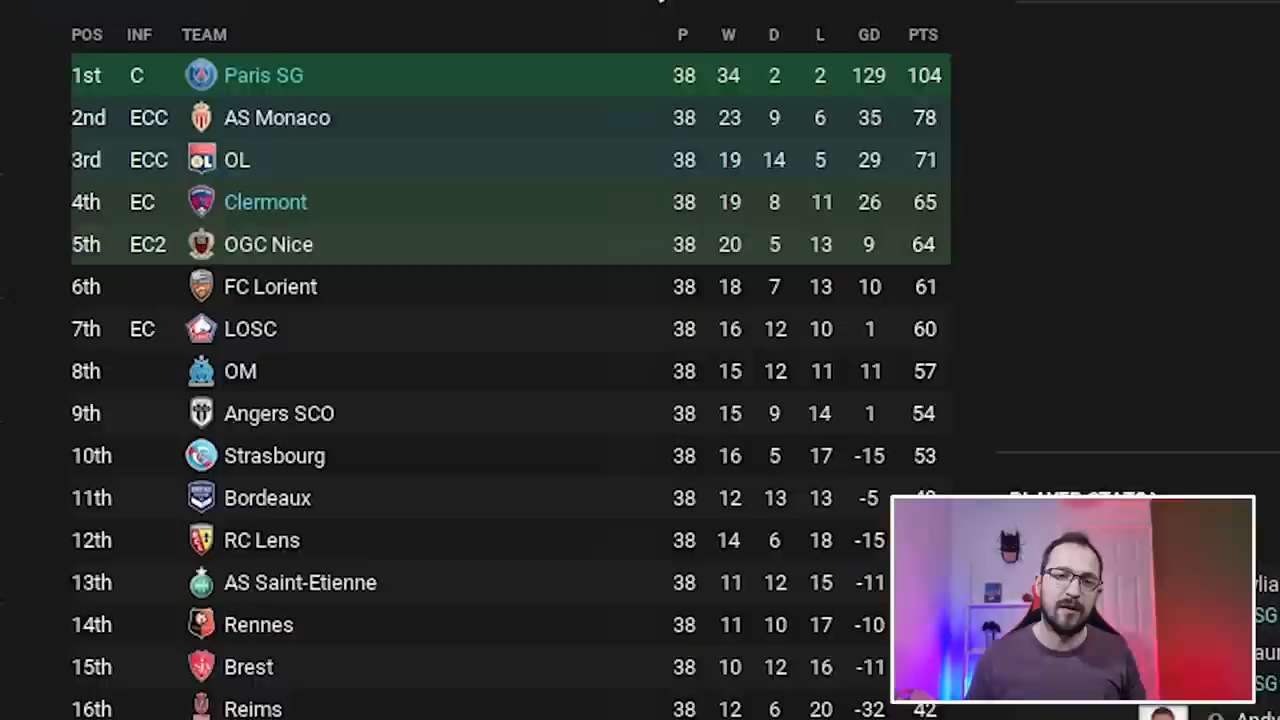 POS INF TEAM P W D L GD PTS
1st C Paris SG 38 34 2 2 129 104
2nd ECC AS Monaco 38 23 9 6 35 78
3rd ECC OL 38 19 14 5 29 71
4th EC Clermont 38 19 8 11 26 65
5th EC2 OGC Nice 38 20 5 13 9 64
6th FC Lorient 38 18 7 13 10 61
7th EC LOSC 38 16 12 10 1 60
8th OM 38 15 12 11 11 57
9th Angers SCO 38 15 9 14 1 54
10th Strasbourg 38 16 5 17 -15 53
11th Bordeaux 38 12 13 13 -5
12th RC Lens 38 14 6 18 -15
13th AS Saint-Etienne 38 11 12 15 -11
14th Rennes 38 11 10 17 -10
15th Brest 38 10 12 16 -11
16th Reims 38 12 6 20 -32 42
SG
SG